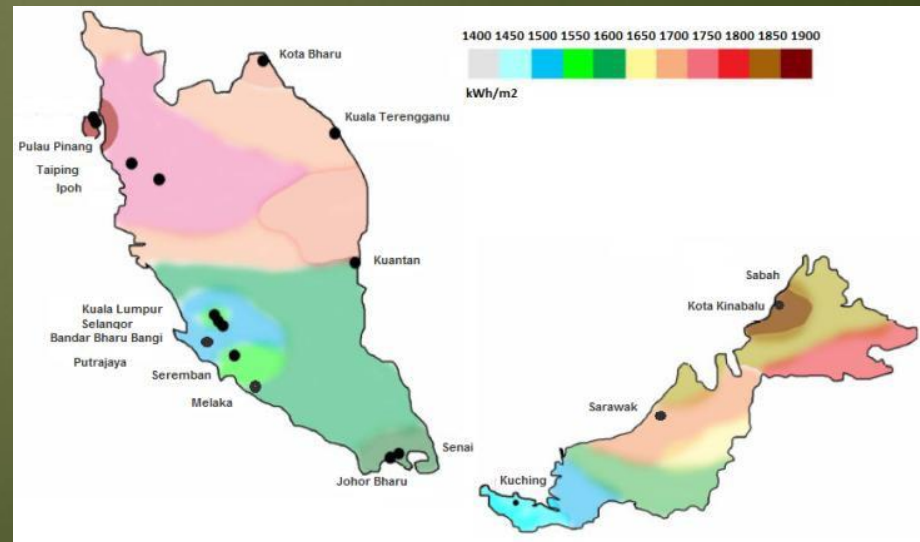 1400 1450 1500 1550 1600 1650 1700 1750 1800 1850 1900
kWh/m2
Kota Bharu
Kuala Terengganu
Pulau Pinang
Taiping
Ipoh
Kuantan
Kuala Lumpur
Selangor
Bandar Bharu Bangi
Putrajaya
Seremban
Melaka
Senai
Johor Bharu
Sabah
Kota Kinabalu
Sarawak
Kuching